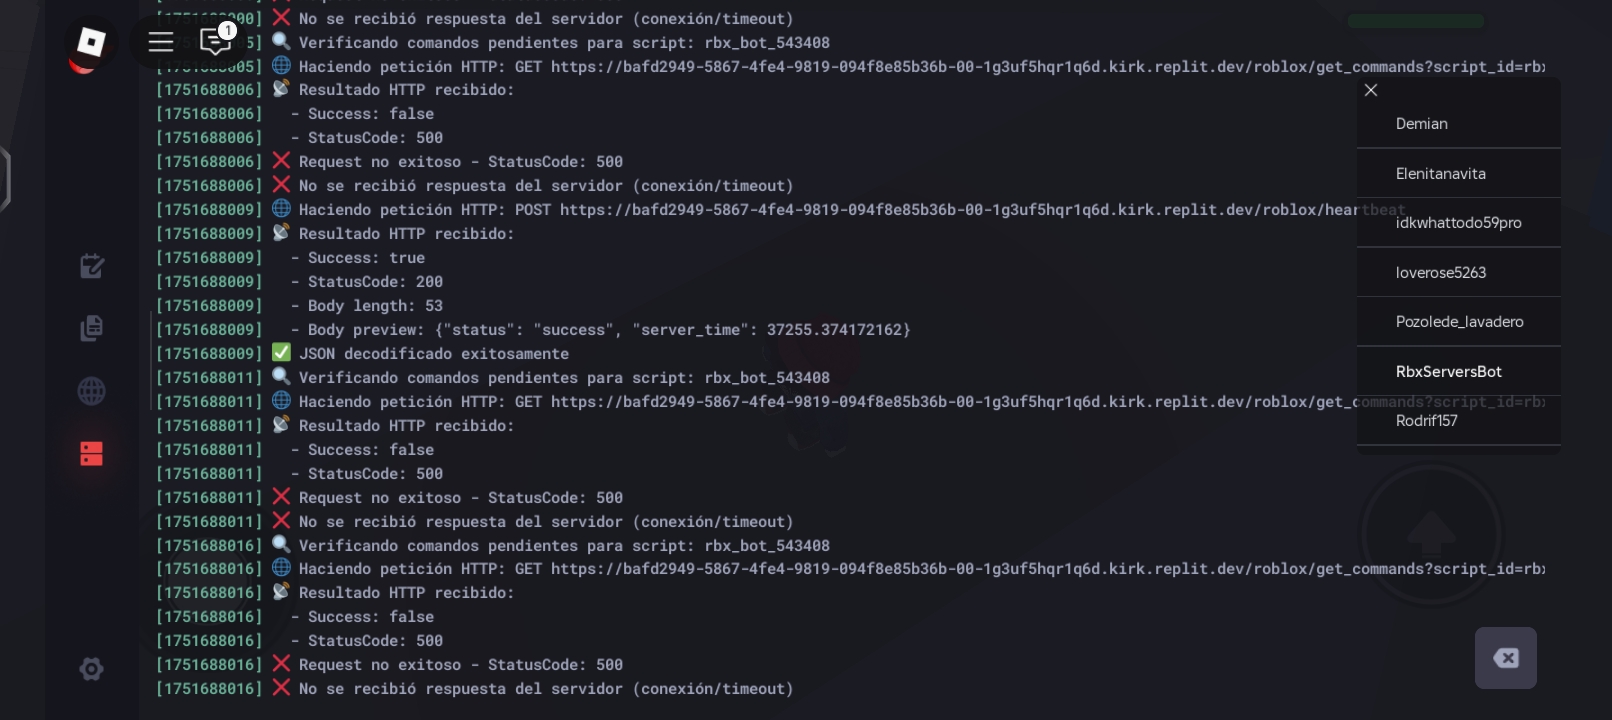 000] ❌ No se recibió respuesta del servidor (conexión/timeout)
1
5] 🔍 Verificando comandos pendientes para script: rbx_bot_543408
005] 🌐 Haciendo petición HTTP: GET https://bafd2949-5867-4fe4-9819-094f8e85b36b-00-1g3uf5hqr1q6d.kirk.replit.dev/roblox/get_commands?script_id=rbx
[1751688006] 📡 Resultado HTTP recibido:
[1751688006]   - Success: false
[1751688006]   - StatusCode: 500
[1751688006] ❌ Request no exitoso - StatusCode: 500
[1751688006] ❌ No se recibió respuesta del servidor (conexión/timeout)
[1751688009] 🌐 Haciendo petición HTTP: POST https://bafd2949-5867-4fe4-9819-094f8e85b36b-00-1g3uf5hqr1q6d.kirk.replit.dev/roblox/heartbeat
[1751688009] 📡 Resultado HTTP recibido:
[1751688009]   - Success: true
[1751688009]   - StatusCode: 200
[1751688009]   - Body length: 53
[1751688009]   - Body preview: {"status": "success", "server_time": 37255.374172162}
[1751688009] ✅ JSON decodificado exitosamente
[1751688011] 🔍 Verificando comandos pendientes para script: rbx_bot_543408
[1751688011] 🌐 Haciendo petición HTTP: GET https://bafd2949-5867-4fe4-9819-094f8e85b36b-00-1g3uf5hqr1q6d.kirk.replit.dev/roblox/get_commands?script_id=rbx
[1751688011] 📡 Resultado HTTP recibido:
[1751688011]   - Success: false
[1751688011]   - StatusCode: 500
[1751688011] ❌ Request no exitoso - StatusCode: 500
[1751688011] ❌ No se recibió respuesta del servidor (conexión/timeout)
[1751688016] 🔍 Verificando comandos pendientes para script: rbx_bot_543408
[1751688016] 🌐 Haciendo petición HTTP: GET https://bafd2949-5867-4fe4-9819-094f8e85b36b-00-1g3uf5hqr1q6d.kirk.replit.dev/roblox/get_commands?script_id=rbx
[1751688016] 📡 Resultado HTTP recibido:
[1751688016]   - Success: false
[1751688016]   - StatusCode: 500
[1751688016] ❌ Request no exitoso - StatusCode: 500
[1751688016] ❌ No se recibió respuesta del servidor (conexión/timeout)
Demian
Elenitanavita
idkwhattodo59pro
loverose5263
Pozolede_lavadero
RbxServersBot
Rodrif157